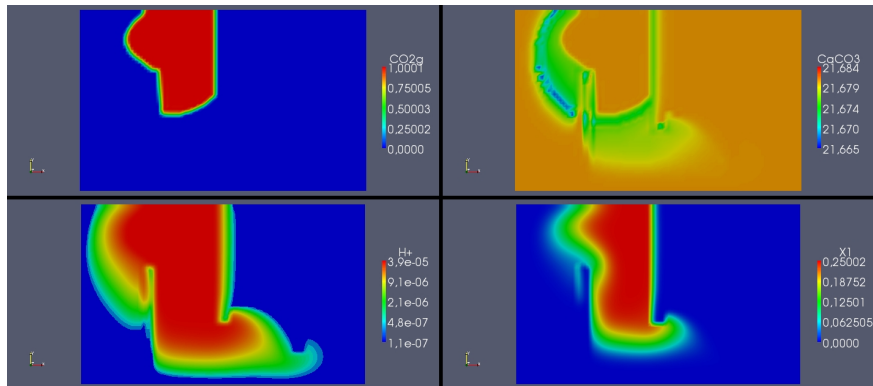 CO2g
1,0001
0,75005
0,50003
0,25002
0,0000
CaCO3
21,684
21,679
21,674
21,670
21,665
H+
3,9e-05
9,1e-06
2,1e-06
4,8e-07
1,1e-07
X1
0,25002
0,18752
0,12501
0,062505
0,0000